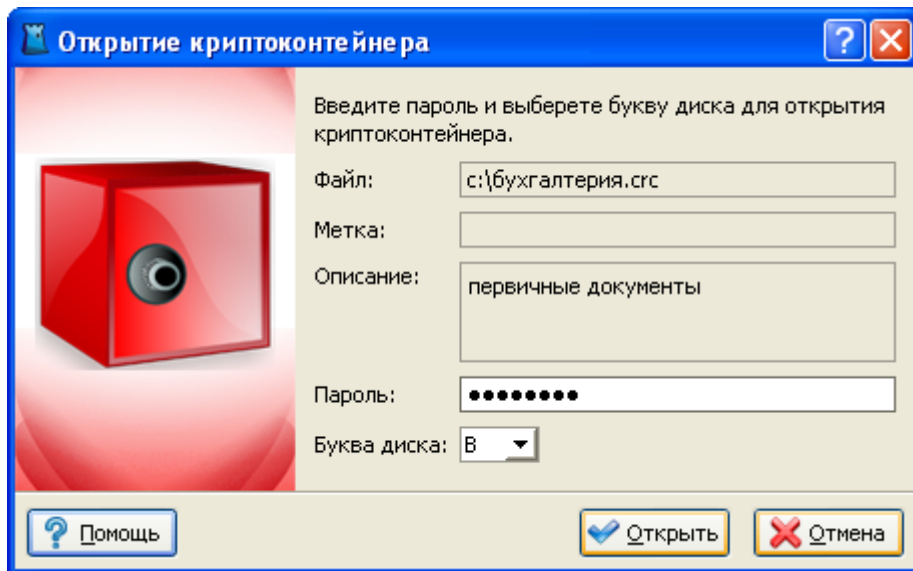 Открытие криптоконтейнера
Введите пароль и выберете букву диска для открытия
криптоконтейнера.
Файл: c:\бухгалтерия.crc
Метка:
Описание: первичные документы
Пароль: ●●●●●●●●
Буква диска: B
Помощь Открыть Отмена